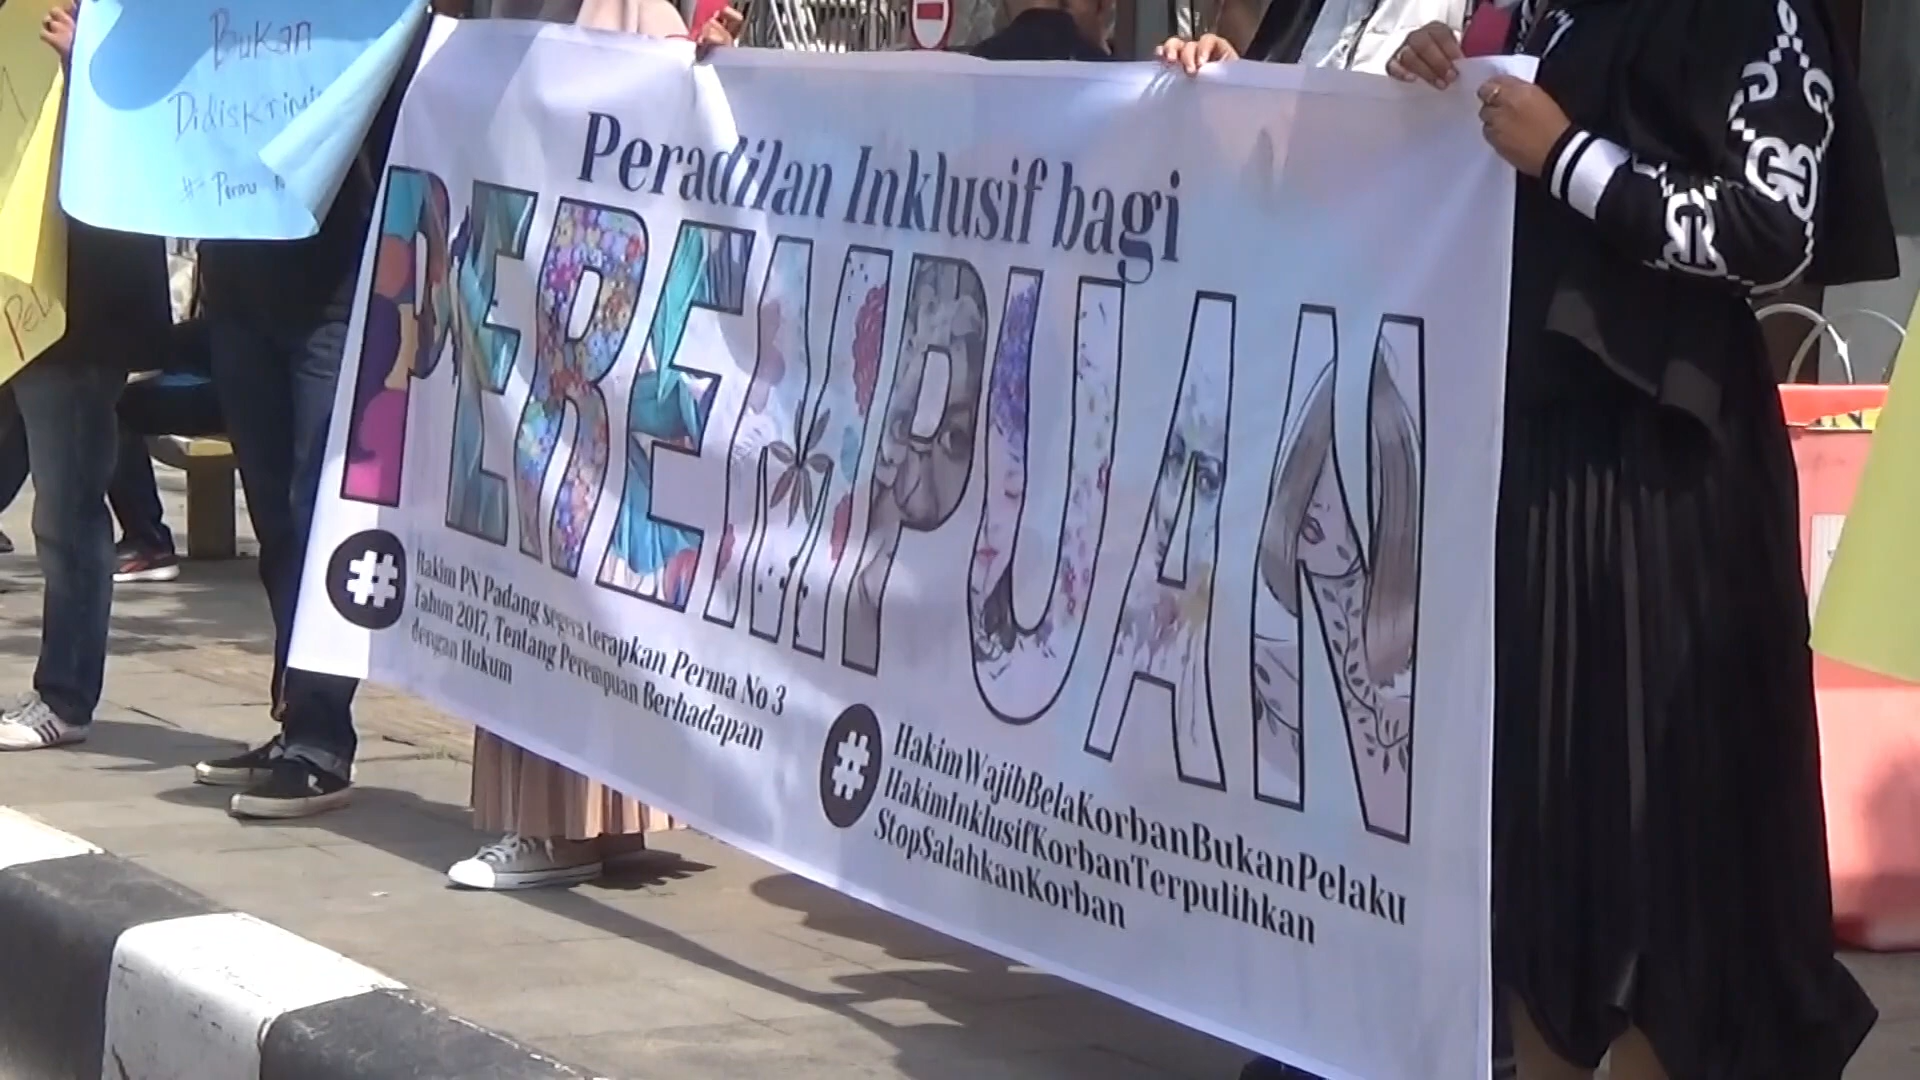 Bukan
# Perma
Peradilan Inklusif bagi
PEREMPUAN
# Hakim PN Padang segera terapkan Perma No 3
Tahun 2017, Tentang Perempuan Berhadapan
dengan Hukum
# HakimWajibBelaKorbanBukanPelaku
HakimInklusifKorbanTerpulihkan
StopSalahkanKorban